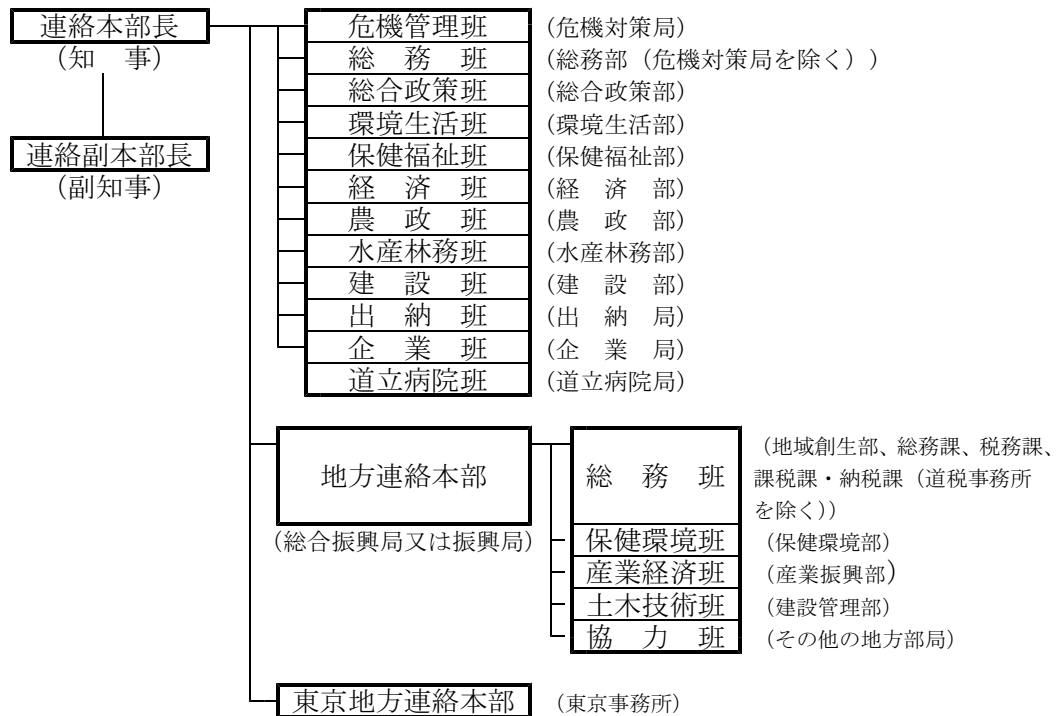 連絡本部長
(知　事)
連絡副本部長
(副知事)
危機管理班 (危機対策局)
総　務　班 (総務部(危機対策局を除く))
総合政策班 (総合政策部)
環境生活班 (環境生活部)
保健福祉班 (保健福祉部)
経　済　班 (経　済　部)
農　政　班 (農　政　部)
水産林務班 (水産林務部)
建　設　班 (建　設　部)
出　納　班 (出　納　局)
企　業　班 (企　業　局)
道立病院班 (道立病院局)
地方連絡本部
(総合振興局又は振興局)
総　務　班
(地域創生部、総務課、税務課、
課税課・納税課(道税事務所
を除く))
保健環境班 (保健環境部)
産業経済班 (産業振興部)
土木技術班 (建設管理部)
協　力　班 (その他の地方部局)
東京地方連絡本部 (東京事務所)